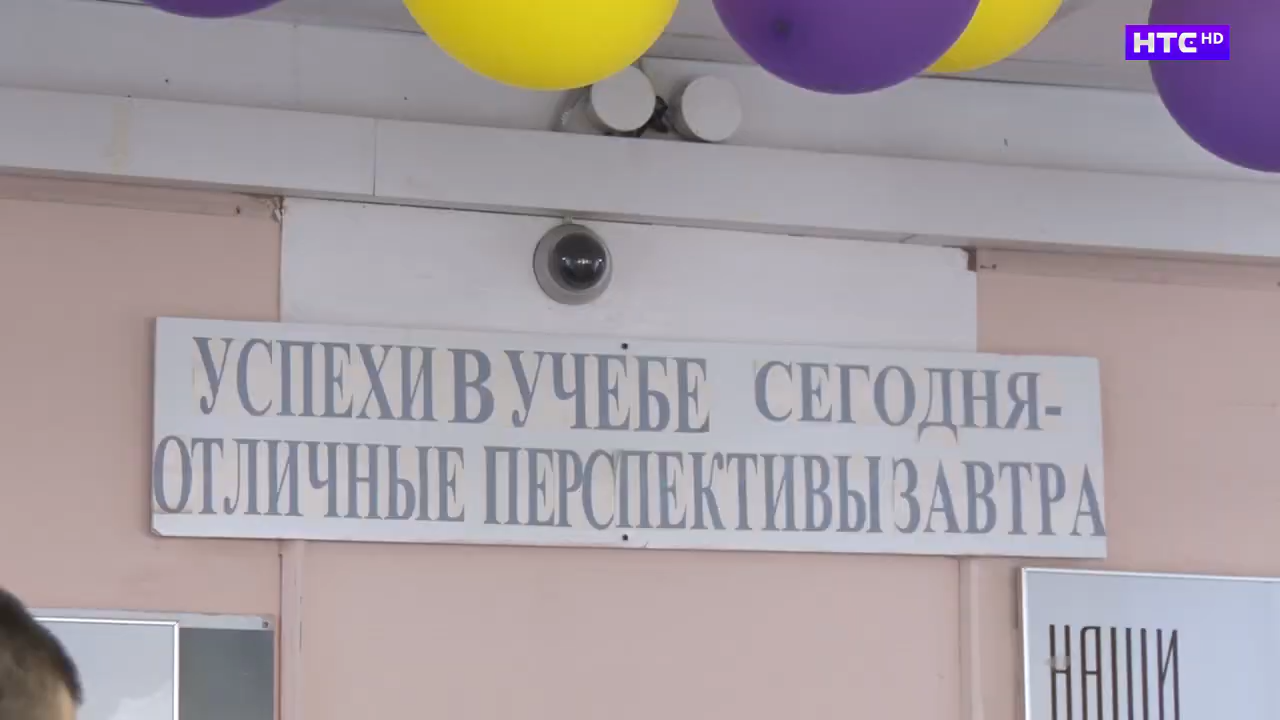 НТС HD
УСПЕХИ В УЧЕБЕ СЕГОДНЯ-
ОТЛИЧНЫЕ ПЕРСПЕКТИВЫ ЗАВТРА
НАШИ